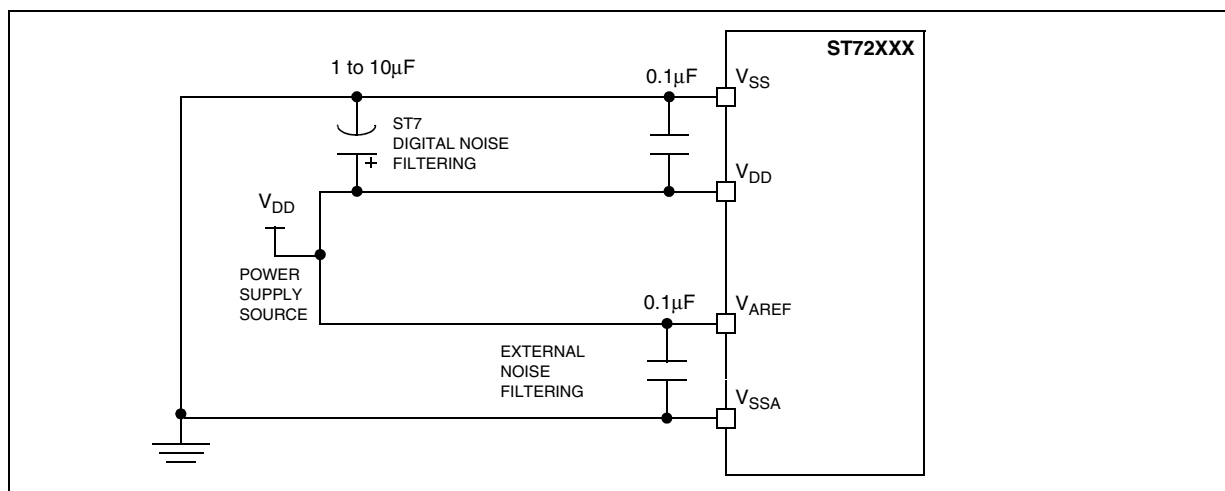 ST72XXX
1 to 10μF
0.1μF
VSS
ST7
DIGITAL NOISE
FILTERING
+
VDD
VDD
POWER
SUPPLY
SOURCE
0.1μF
VAREF
EXTERNAL
NOISE
FILTERING
VSSA